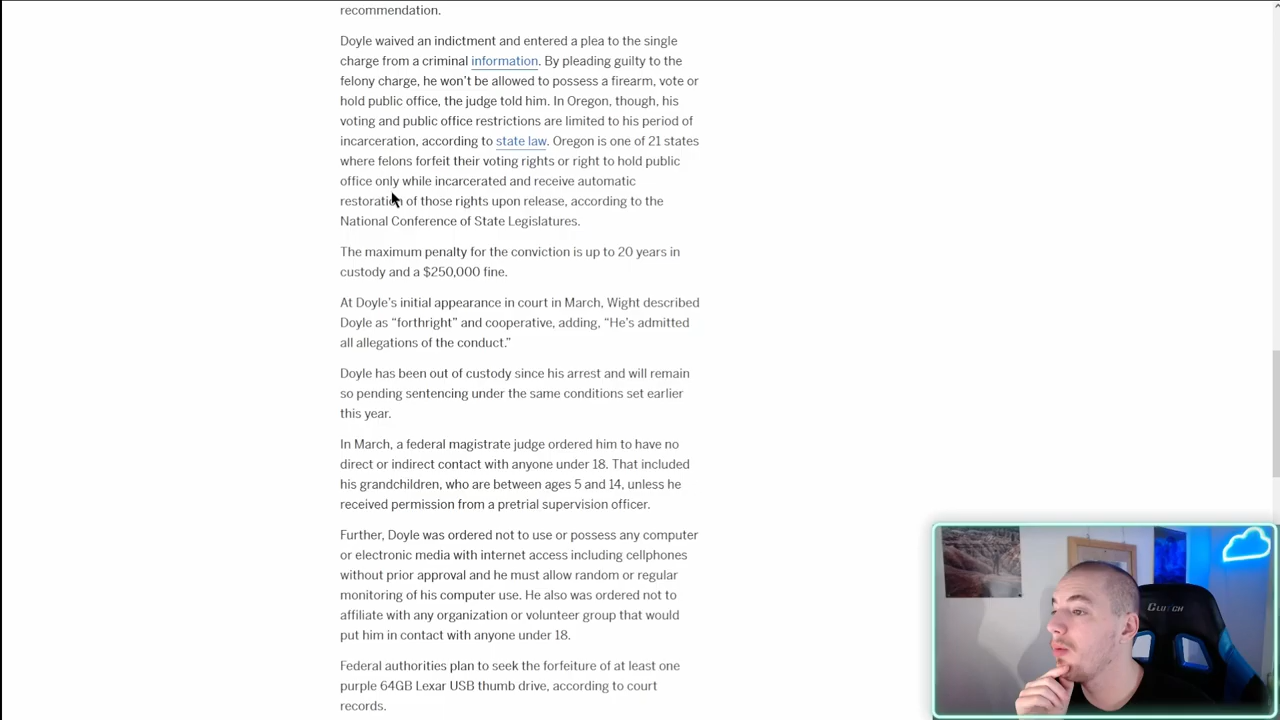 recommendation.
Doyle waived an indictment and entered a plea to the single
charge from a criminal information. By pleading guilty to the
felony charge, he won’t be allowed to possess a firearm, vote or
hold public office, the judge told him. In Oregon, though, his
voting and public office restrictions are limited to his period of
incarceration, according to state law. Oregon is one of 21 states
where felons forfeit their voting rights or right to hold public
office only while incarcerated and receive automatic
restoration of those rights upon release, according to the
National Conference of State Legislatures.
The maximum penalty for the conviction is up to 20 years in
custody and a $250,000 fine.
At Doyle’s initial appearance in court in March, Wight described
Doyle as “forthright” and cooperative, adding, “He’s admitted
all allegations of the conduct.”
Doyle has been out of custody since his arrest and will remain
so pending sentencing under the same conditions set earlier
this year.
In March, a federal magistrate judge ordered him to have no
direct or indirect contact with anyone under 18. That included
his grandchildren, who are between ages 5 and 14, unless he
received permission from a pretrial supervision officer.
Further, Doyle was ordered not to use or possess any computer
or electronic media with internet access including cellphones
without prior approval and he must allow random or regular
monitoring of his computer use. He also was ordered not to
affiliate with any organization or volunteer group that would
put him in contact with anyone under 18.
Federal authorities plan to seek the forfeiture of at least one
purple 64GB Lexar USB thumb drive, according to court
records.
CLUTCH